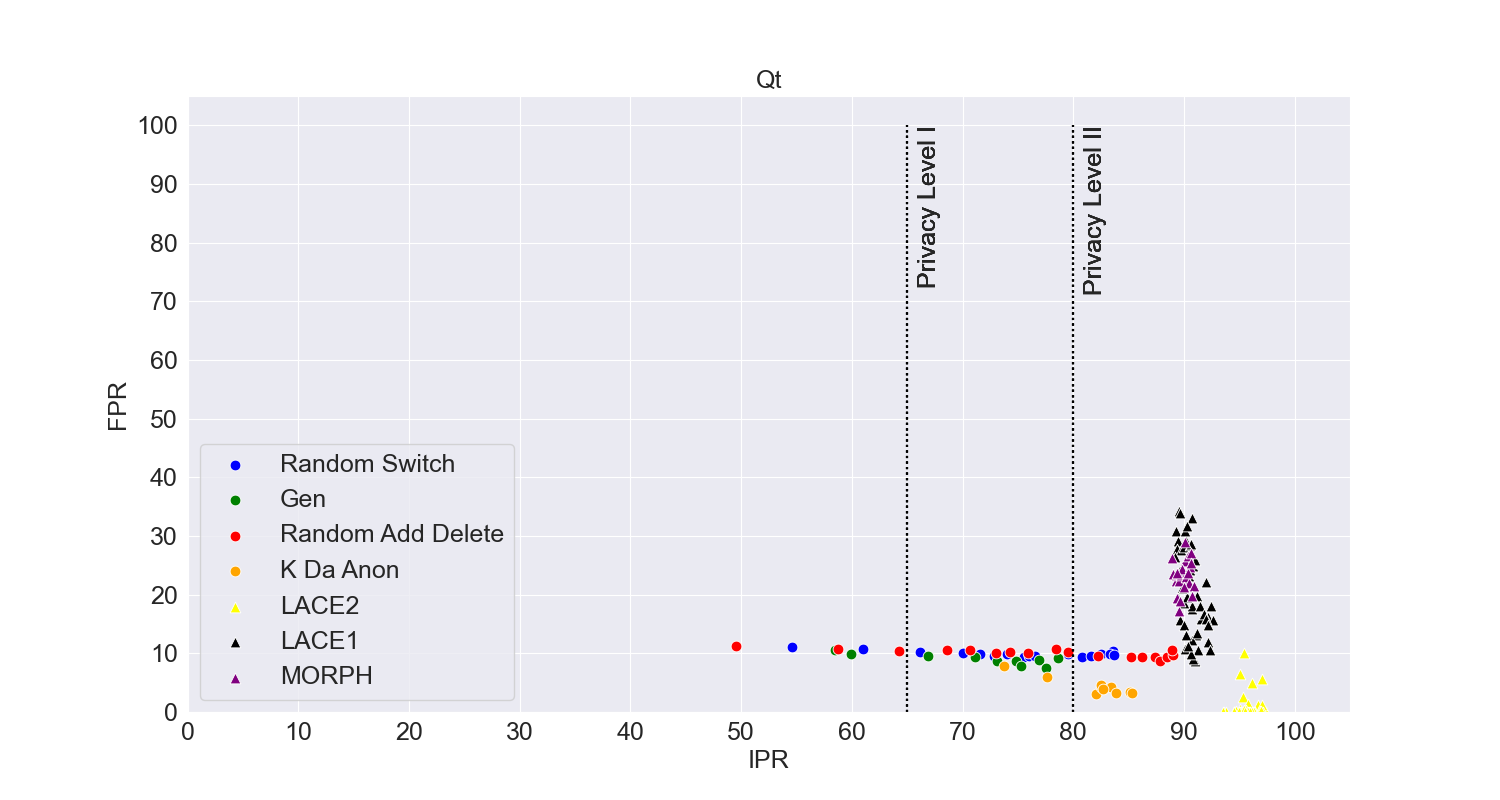 Qt
100
90
80
70
60
50
40
30
20
10
0
FPR
Privacy Level I
Privacy Level II
Random Switch
Gen
Random Add Delete
K Da Anon
LACE2
LACE1
MORPH
0 10 20 30 40 50 60 70 80 90 100
IPR